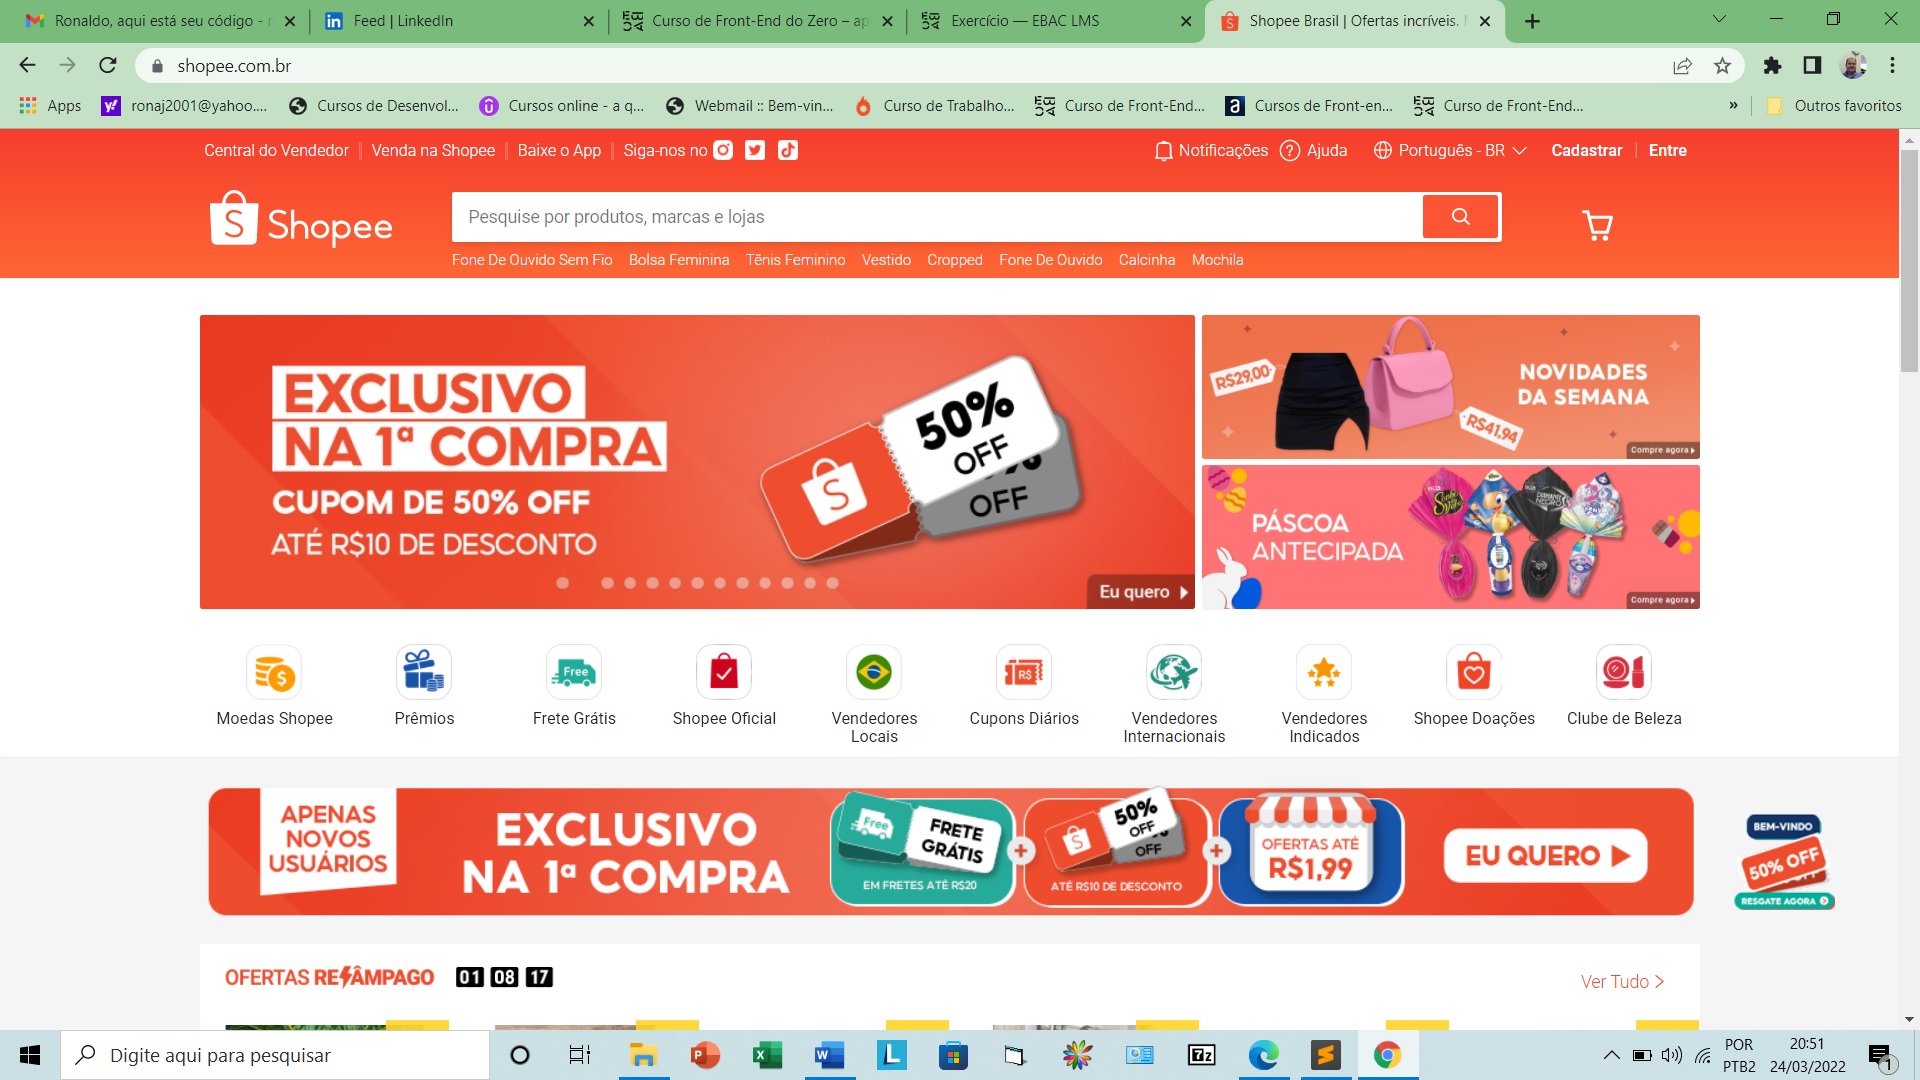 Ronaldo, aqui está seu código - r
Feed | LinkedIn
Curso de Front-End do Zero – ap
Exercício — EBAC LMS
Shopee Brasil | Ofertas incríveis. M
shopee.com.br
Apps
ronaj2001@yahoo....
Cursos de Desenvol...
Cursos online - a q...
Webmail :: Bem-vin...
Curso de Trabalho...
Curso de Front-End...
Cursos de Front-en...
Curso de Front-End...
»
Outros favoritos
Central do Vendedor
Venda na Shopee
Baixe o App
Siga-nos no
Notificações
Ajuda
Português - BR
Cadastrar
Entre
Shopee
Pesquise por produtos, marcas e lojas
Fone De Ouvido Sem Fio
Bolsa Feminina
Tênis Feminino
Vestido
Cropped
Fone De Ouvido
Calcinha
Mochila
EXCLUSIVO
NA 1ª COMPRA
CUPOM DE 50% OFF
ATÉ R$10 DE DESCONTO
50%
OFF
OFF
Eu quero
R$29,00
NOVIDADES
DA SEMANA
R$41,94
Compre agora
PÁSCOA
ANTECIPADA
Compre agora
Free
R$
Moedas Shopee
Prêmios
Frete Grátis
Shopee Oficial
Vendedores
Locais
Cupons Diários
Vendedores
Internacionais
Vendedores
Indicados
Shopee Doações
Clube de Beleza
APENAS
NOVOS
USUÁRIOS
EXCLUSIVO
NA 1ª COMPRA
Free
FRETE
GRÁTIS
EM FRETES ATÉ R$20
+
50%
OFF
OFF
ATÉ R$10 DE DESCONTO
+
OFERTAS ATÉ
R$1,99
EU QUERO
BEM-VINDO
50% OFF
RESGATE AGORA
OFERTAS RELÂMPAGO
01 08 17
Ver Tudo
Digite aqui para pesquisar
POR
PTB2
20:51
24/03/2022
1